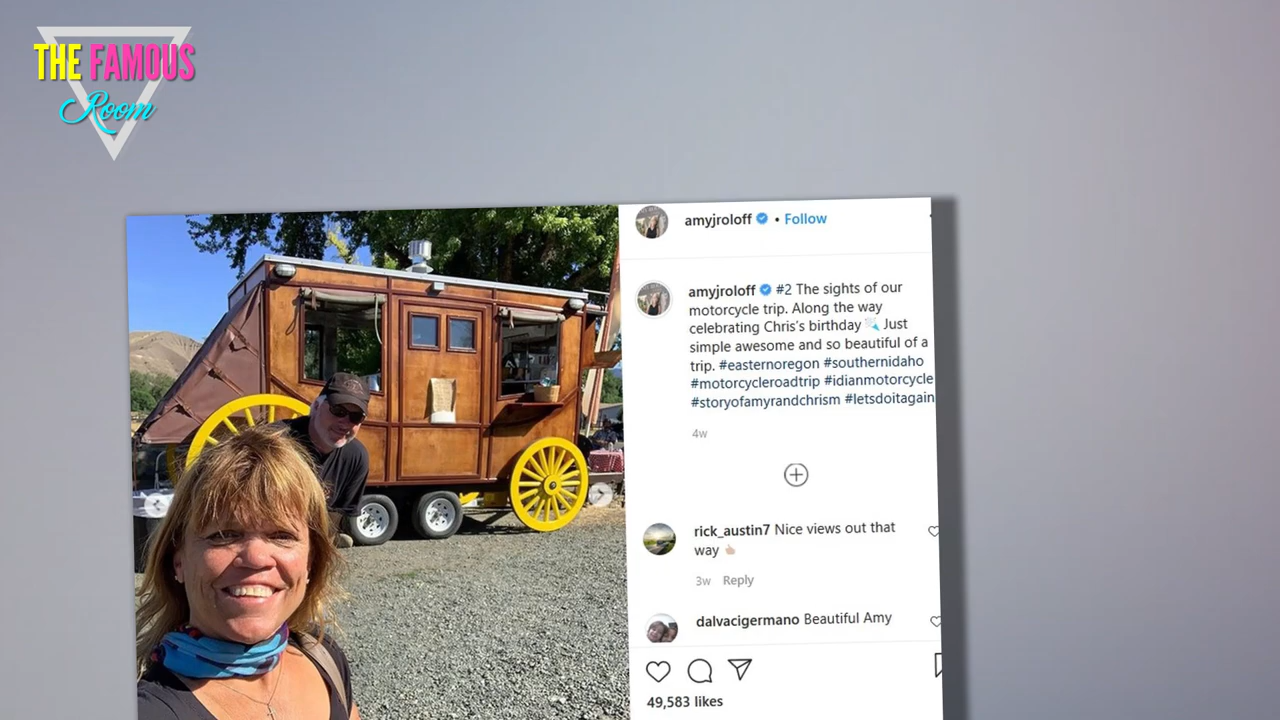 THE FAMOUS
Room
amyjroloff • Follow
amyjroloff #2 The sights of our
motorcycle trip. Along the way
celebrating Chris's birthday 🎉 Just
simple awesome and so beautiful of a
trip. #easternoregon #southernidaho
#motorcycleroadtrip #idianmotorcycle
#storyofamyrandchrism #letsdoitagain
4w
rick_austin7 Nice views out that
way 👆🏻
3w Reply
dalvacigermano Beautiful Amy
49,583 likes